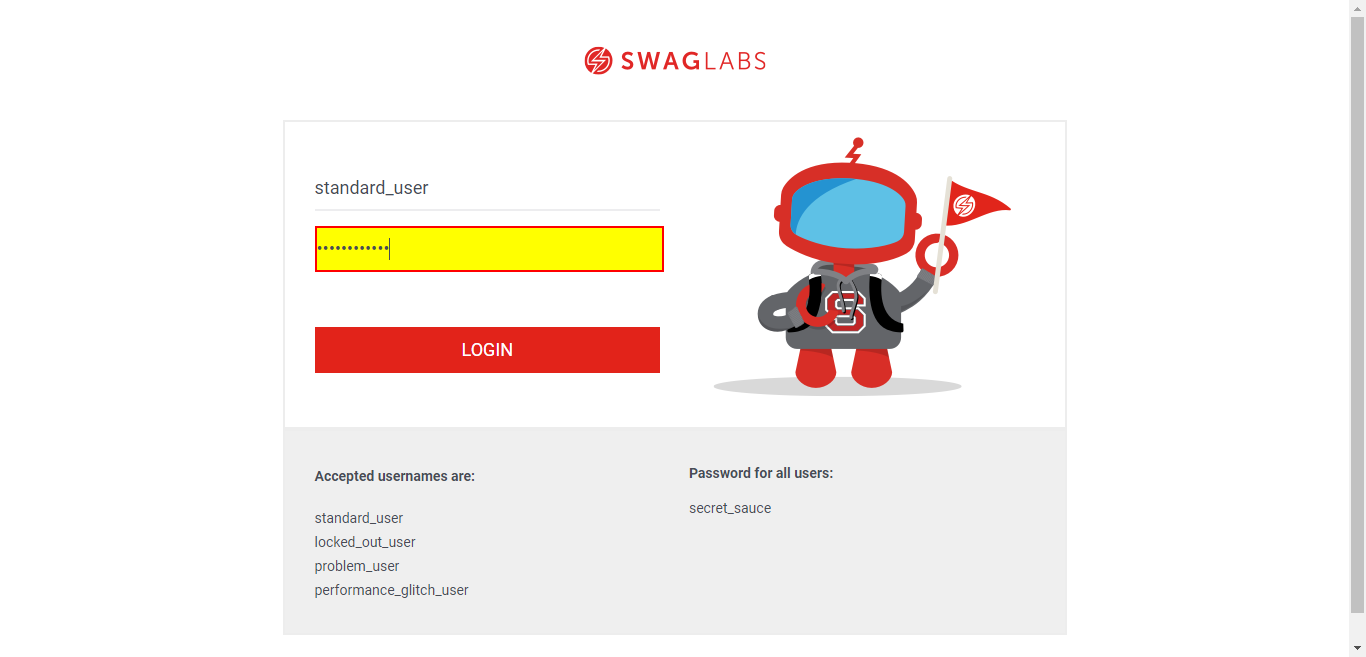 SWAGLABS
standard_user
••••••••••••
LOGIN
Accepted usernames are:
standard_user
locked_out_user
problem_user
performance_glitch_user
Password for all users:
secret_sauce